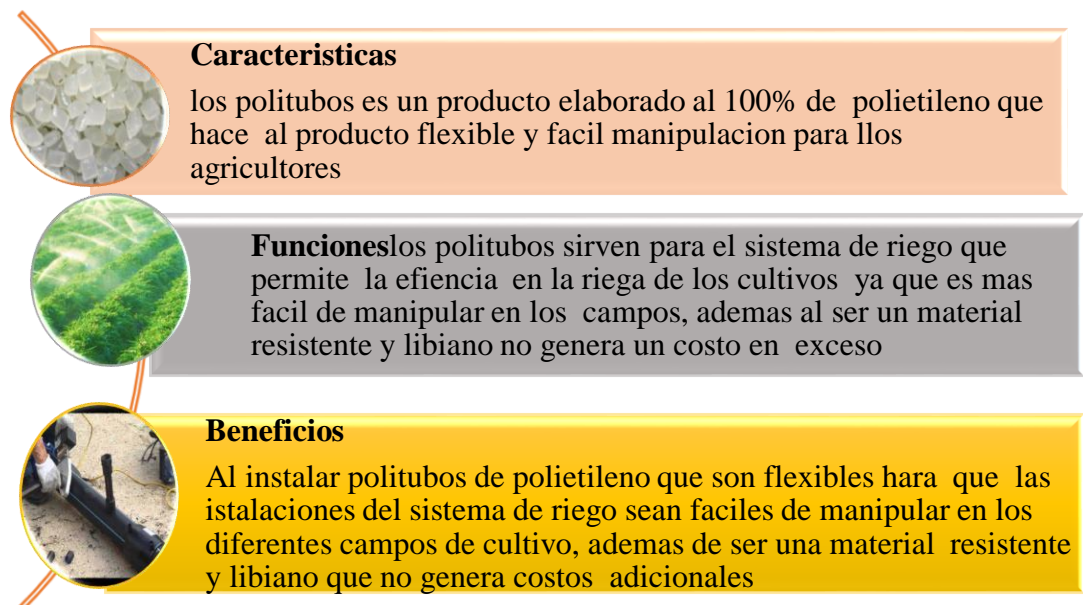 Caracteristicas
los politubos es un producto elaborado al 100% de polietileno que
hace al producto flexible y facil manipulacion para llos
agricultores
Funcioneslos politubos sirven para el sistema de riego que
permite la efiencia en la riega de los cultivos ya que es mas
facil de manipular en los campos, ademas al ser un material
resistente y libiano no genera un costo en exceso
Beneficios
Al instalar politubos de polietileno que son flexibles hara que las
istalaciones del sistema de riego sean faciles de manipular en los
diferentes campos de cultivo, ademas de ser una material resistente
y libiano que no genera costos adicionales